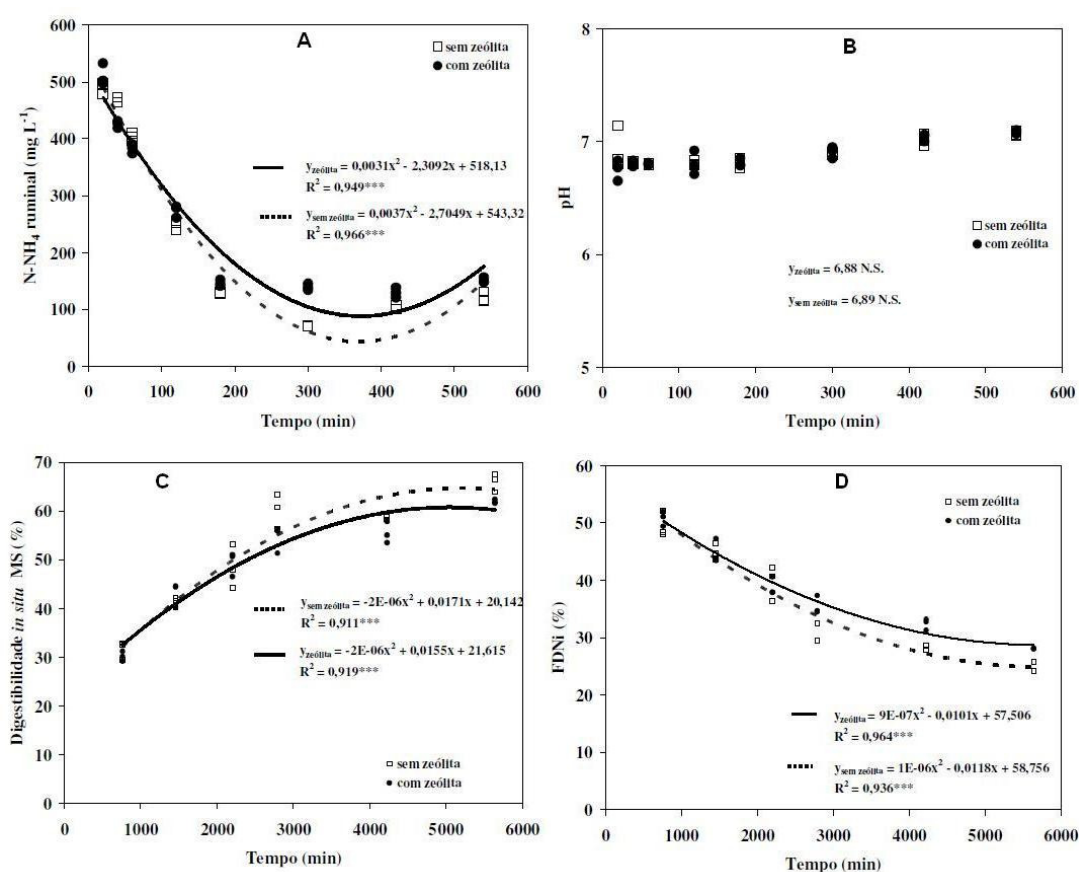 A
sem zeólita
com zeólita
600
500
400
300
200
100
0
N-NH4 ruminal (mg L-1)
yzeólita = 0,0031x2 - 2,3092x + 518,13
R2 = 0,949***
ysem zeólita = 0,0037x2 - 2,7049x + 543,32
R2 = 0,966***
0 100 200 300 400 500 600
Tempo (min)
B
8
7
6
5
pH
sem zeólita
com zeólita
yzeólita = 6,88 N.S.
ysem zeólita = 6,89 N.S.
0 100 200 300 400 500 600
Tempo (min)
C
70
60
50
40
30
20
10
0
Digestibilidade in situ MS (%)
ysem zeólita = -2E-06x2 + 0,0171x + 20,142
R2 = 0,911***
yzeólita = -2E-06x2 + 0,0155x + 21,615
R2 = 0,919***
sem zeólita
com zeólita
0 1000 2000 3000 4000 5000 6000
Tempo (min)
D
sem zeólita
com zeólita
60
50
40
30
20
10
0
FDNi (%)
yzeólita = 9E-07x2 - 0,0101x + 57,506
R2 = 0,964***
ysem zeólita = 1E-06x2 - 0,0118x + 58,756
R2 = 0,936***
0 1000 2000 3000 4000 5000 6000
Tempo (min)